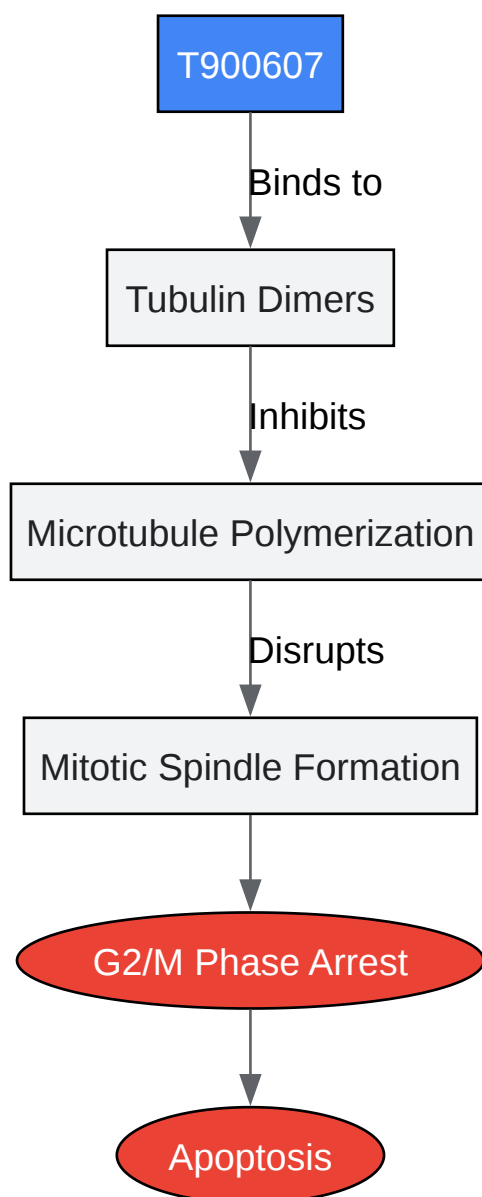 T900607
Binds to
Tubulin Dimers
Inhibits
Microtubule Polymerization
Disrupts
Mitotic Spindle Formation
G2/M Phase Arrest
Apoptosis